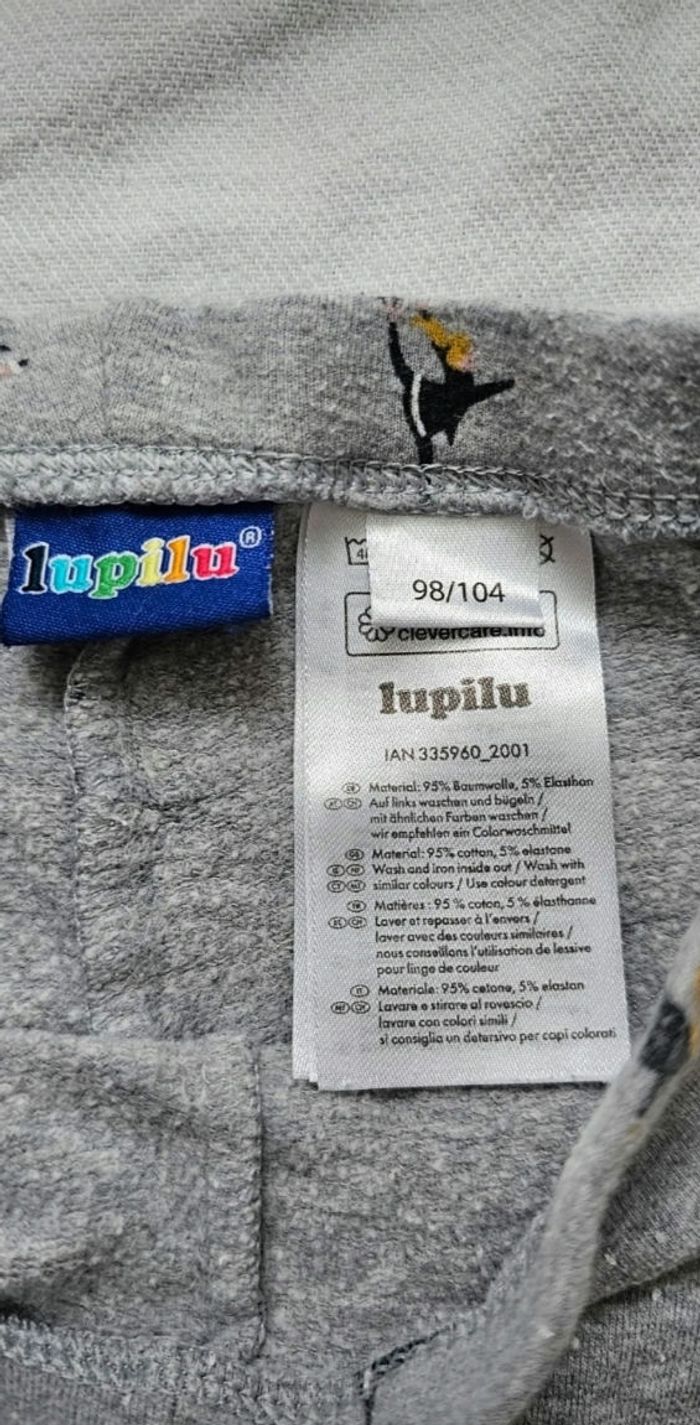 lupilu®
98/104
clevercare.info
lupilu
IAN 335960_2001
Material: 95% Baumwolle, 5% Elasthan
Auf links waschen und bügeln /
mit ähnlichen Farben waschen /
wir empfehlen ein Colorwaschmittel
Material: 95% cotton, 5% elastane
Wash and iron inside out / Wash with
similar colours / Use colour detergent
Matières : 95 % coton, 5 % élasthanne
Laver et repasser à l'envers /
laver avec des couleurs similaires /
nous conseillons l'utilisation de lessive
pour linge de couleur
Materiale: 95% cotone, 5% elastan
Lavare e stirare al rovescio /
lavare con colori simili /
si consiglia un detersivo per capi colorati